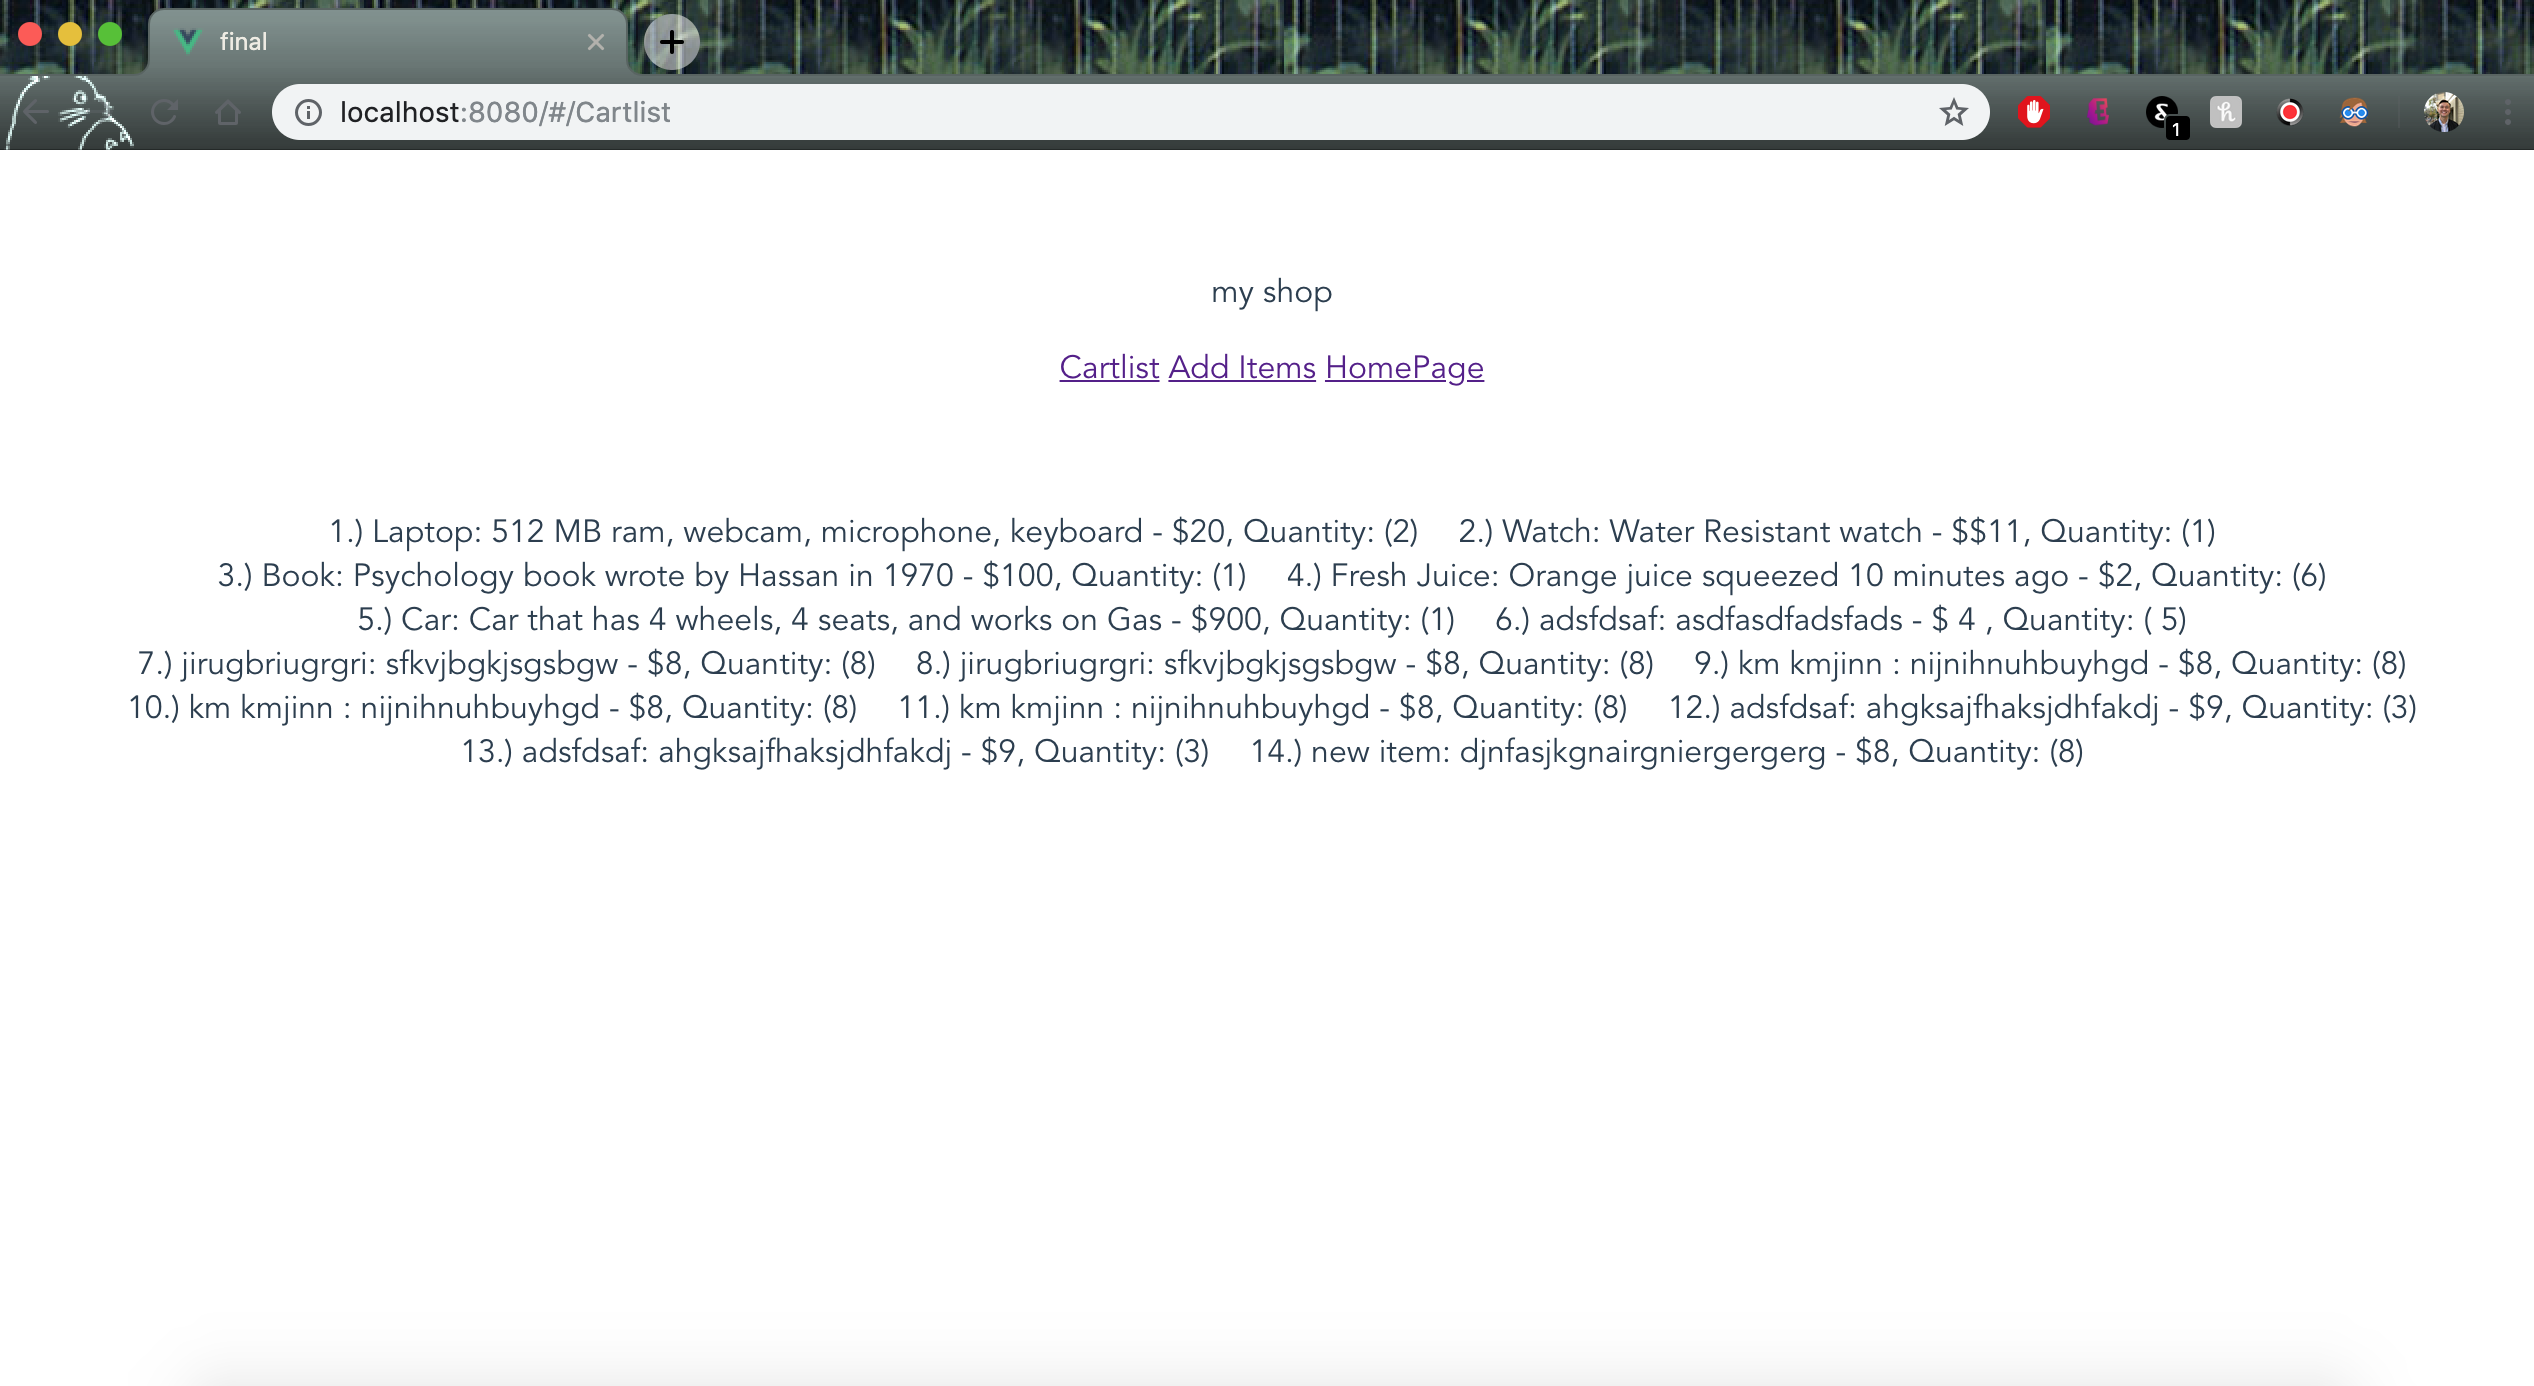 final
localhost:8080/#/Cartlist
1
my shop
Cartlist Add Items HomePage
1.) Laptop: 512 MB ram, webcam, microphone, keyboard - $20, Quantity: (2) 2.) Watch: Water Resistant watch - $$11, Quantity: (1)
3.) Book: Psychology book wrote by Hassan in 1970 - $100, Quantity: (1) 4.) Fresh Juice: Orange juice squeezed 10 minutes ago - $2, Quantity: (6)
5.) Car: Car that has 4 wheels, 4 seats, and works on Gas - $900, Quantity: (1) 6.) adsfdsaf: asdfasdfadsfads - $ 4 , Quantity: ( 5)
7.) jirugbriugrgri: sfkvjbgkjsgsbgw - $8, Quantity: (8) 8.) jirugbriugrgri: sfkvjbgkjsgsbgw - $8, Quantity: (8) 9.) km kmjinn : nijnihnuhbuyhgd - $8, Quantity: (8)
10.) km kmjinn : nijnihnuhbuyhgd - $8, Quantity: (8) 11.) km kmjinn : nijnihnuhbuyhgd - $8, Quantity: (8) 12.) adsfdsaf: ahgksajfhaksjdhfakdj - $9, Quantity: (3)
13.) adsfdsaf: ahgksajfhaksjdhfakdj - $9, Quantity: (3) 14.) new item: djnfasjkgnairgniergergerg - $8, Quantity: (8)